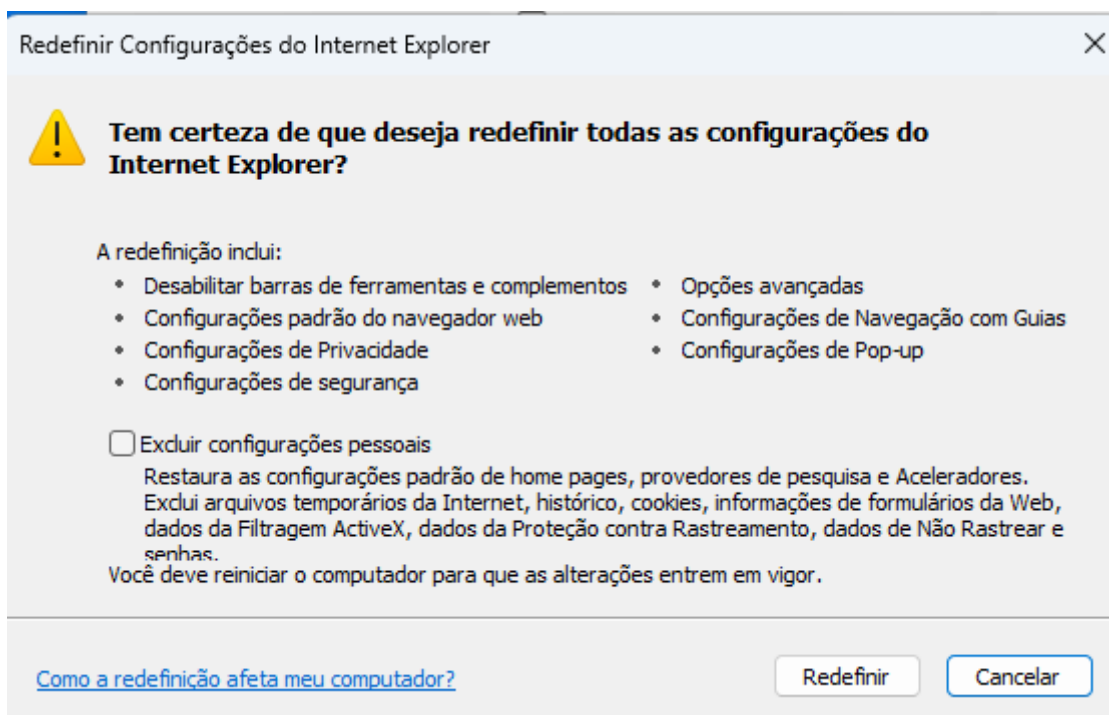 Redefinir Configurações do Internet Explorer
Tem certeza de que deseja redefinir todas as configurações do
Internet Explorer?
A redefinição inclui:
• Desabilitar barras de ferramentas e complementos
• Configurações padrão do navegador web
• Configurações de Privacidade
• Configurações de segurança
• Opções avançadas
• Configurações de Navegação com Guias
• Configurações de Pop-up
Excluir configurações pessoais
Restaura as configurações padrão de home pages, provedores de pesquisa e Aceleradores.
Exclui arquivos temporários da Internet, histórico, cookies, informações de formulários da Web,
dados da Filtragem ActiveX, dados da Proteção contra Rastreamento, dados de Não Rastrear e
senhas.
Você deve reiniciar o computador para que as alterações entrem em vigor.
Como a redefinição afeta meu computador?
Redefinir
Cancelar